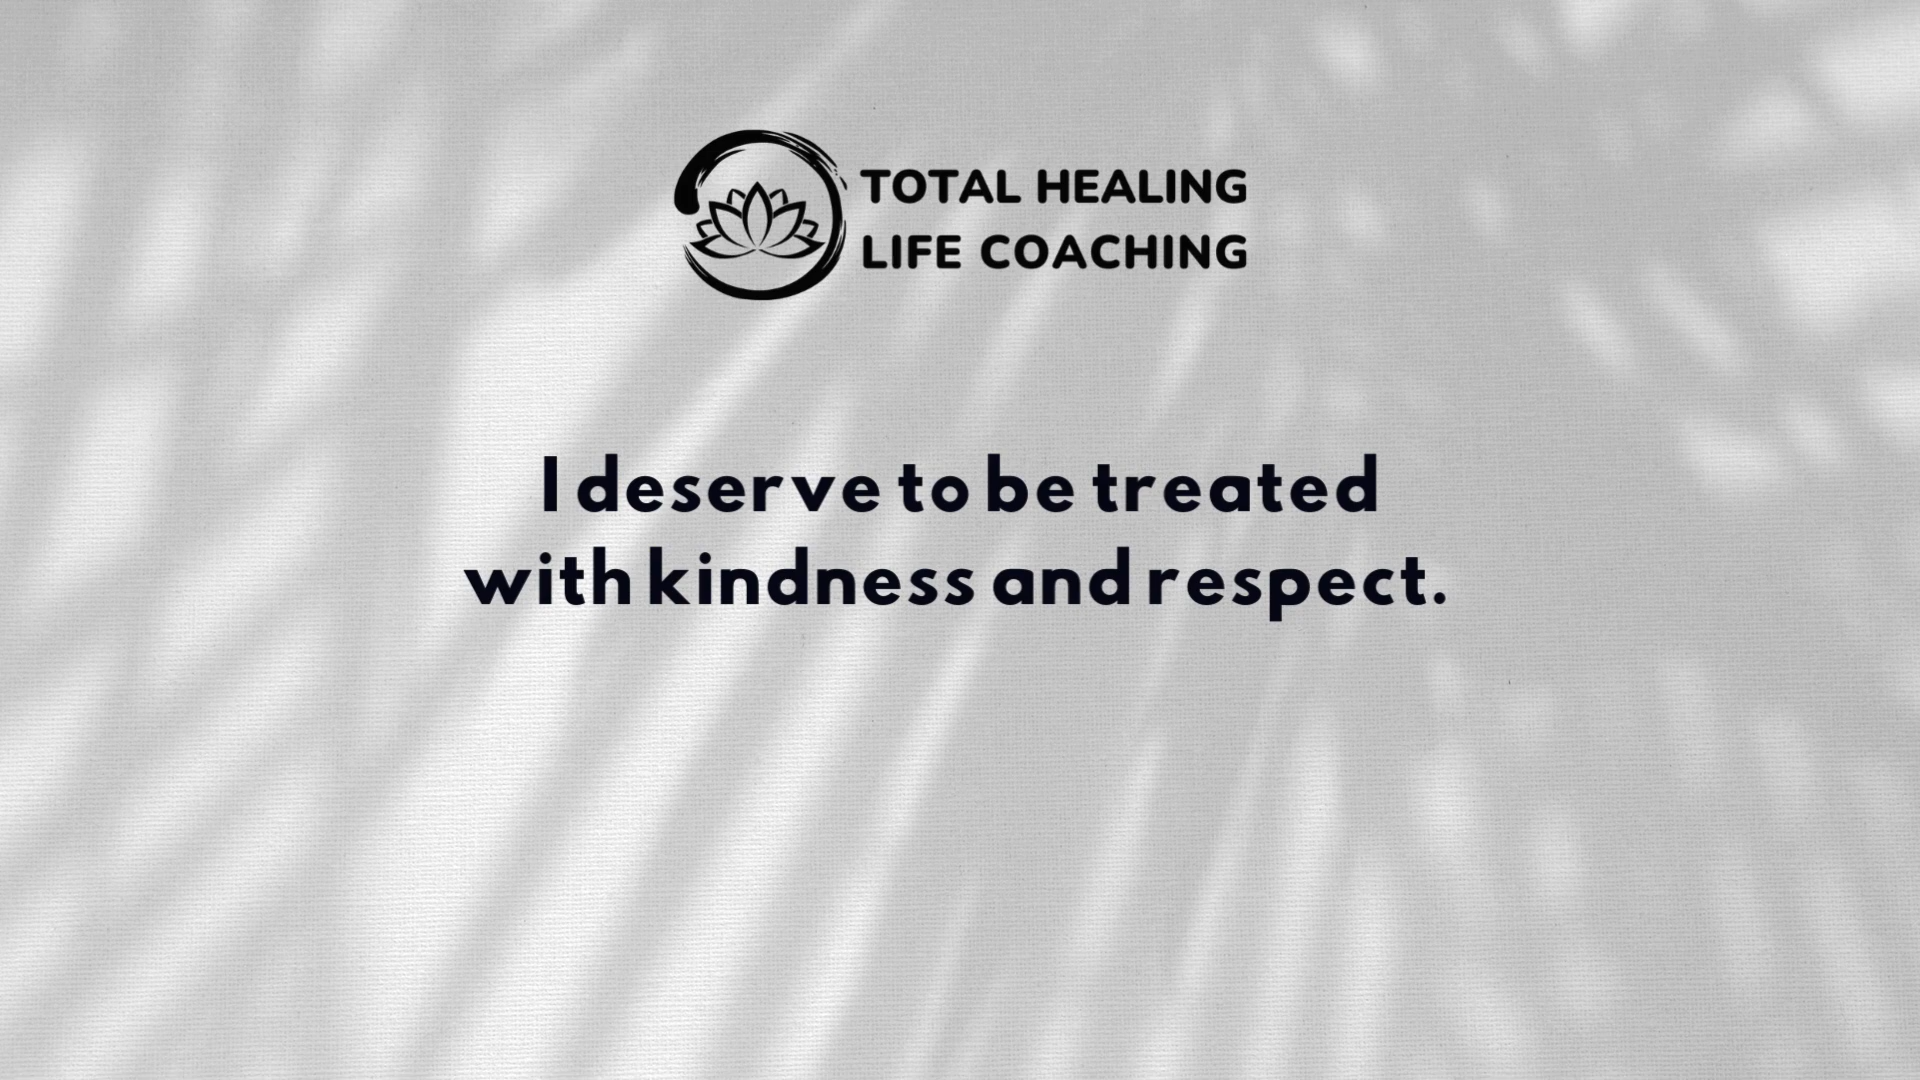 TOTAL HEALING
LIFE COACHING
I deserve to be treated
with kindness and respect.